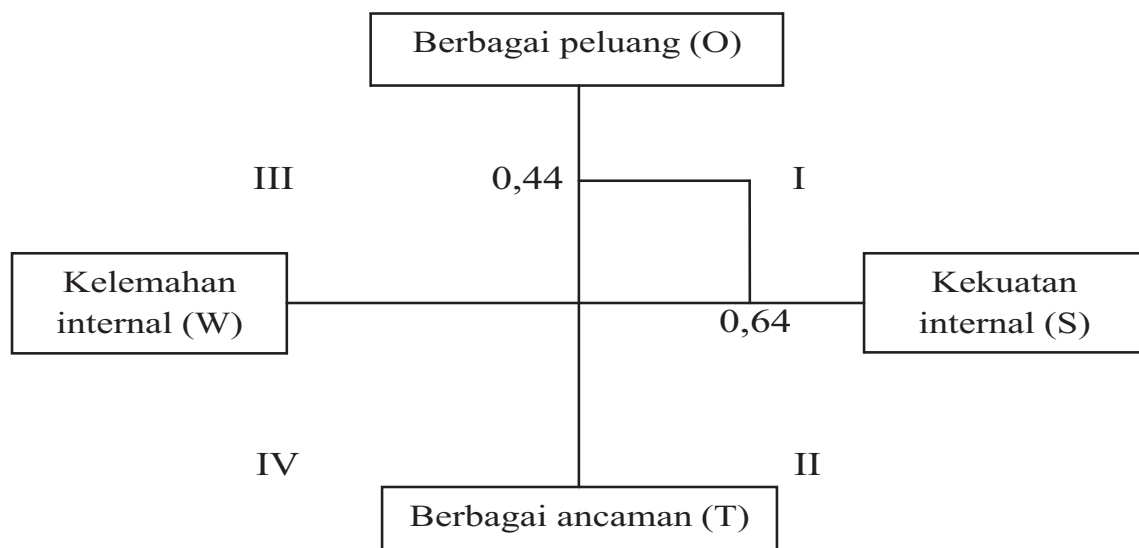 Berbagai peluang (O)
III
0,44
I
Kelemahan
internal (W)
0,64
Kekuatan
internal (S)
IV
II
Berbagai ancaman (T)